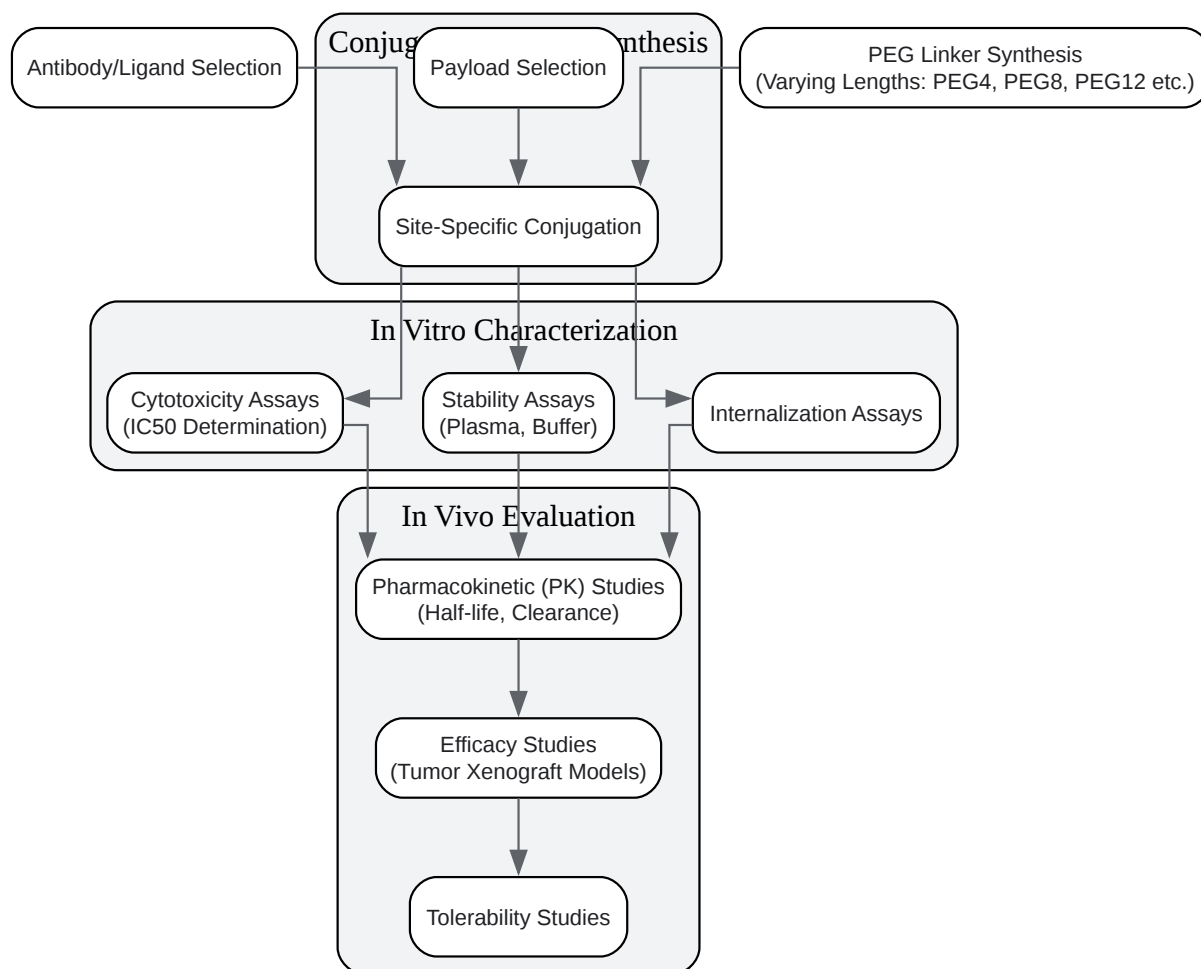 Conjug nthesis
Antibody/Ligand Selection
Payload Selection
PEG Linker Synthesis
(Varying Lengths: PEG4, PEG8, PEG12 etc.)
Site-Specific Conjugation
In Vitro Characterization
Cytotoxicity Assays
(IC50 Determination)
Stability Assays
(Plasma, Buffer)
Internalization Assays
In Vivo Evaluation
Pharmacokinetic (PK) Studies
(Half-life, Clearance)
Efficacy Studies
(Tumor Xenograft Models)
Tolerability Studies